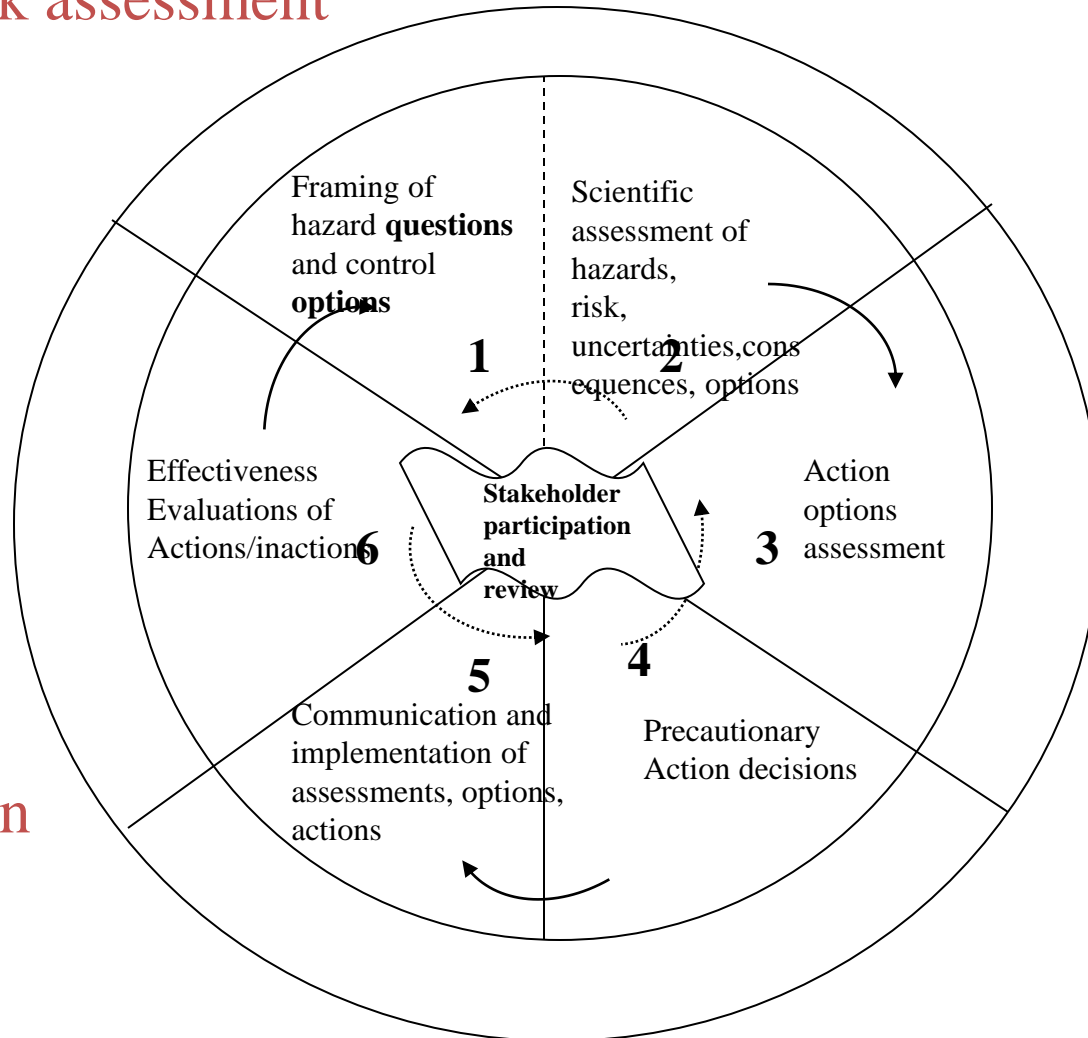 k assessment
Framing of
hazard questions
and control
options
1
Scientific
assessment of
hazards,
risk,
uncertainties,cons
equences, options
2
Action
options
assessment
3
Stakeholder
participation
and
review
Effectiveness
Evaluations of
Actions/inactions
6
5
Communication and
implementation of
assessments, options,
actions
4
Precautionary
Action decisions
n